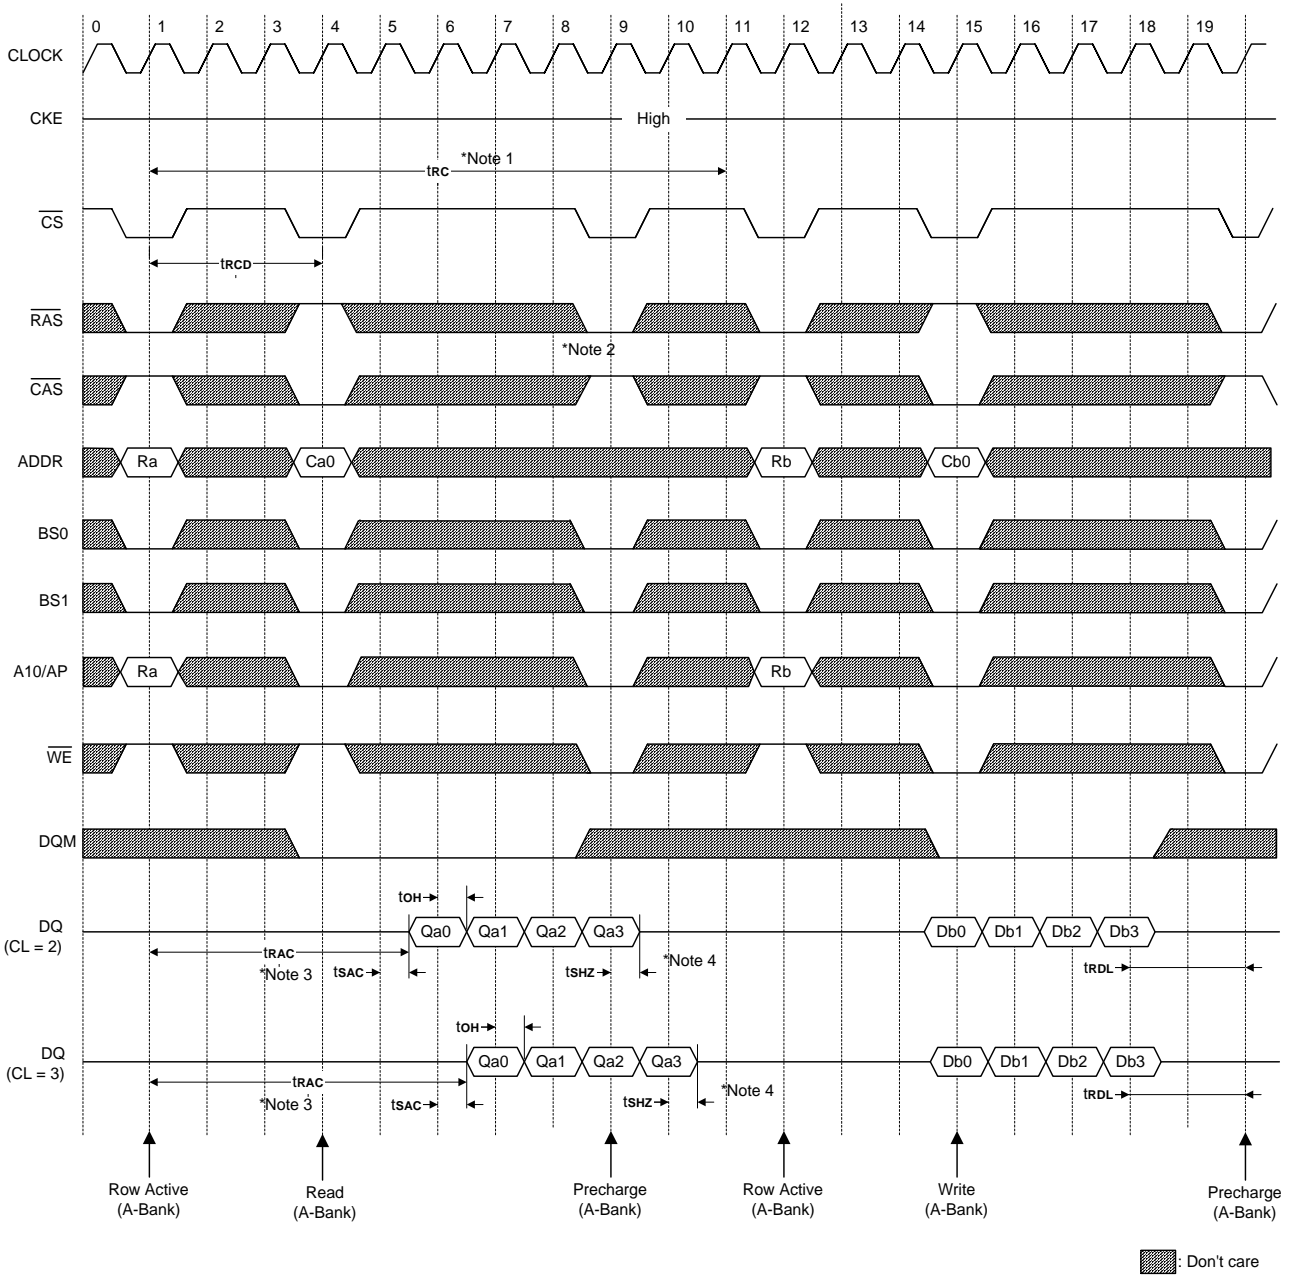 0 1 2 3 4 5 6 7 8 9 10 11 12 13 14 15 16 17 18 19
CLOCK
CKE High
*Note 1
tRC
CS
tRCD
RAS
*Note 2
CAS
ADDR Ra Ca0 Rb Cb0
BS0
BS1
A10/AP Ra Rb
WE
DQM
tOH
DQ
(CL = 2)
Qa0 Qa1 Qa2 Qa3 Db0 Db1 Db2 Db3
tRAC
*Note 3
tSAC
tSHZ
*Note 4
tRDL
tOH
DQ
(CL = 3)
Qa0 Qa1 Qa2 Qa3 Db0 Db1 Db2 Db3
tRAC
*Note 3
tSAC
tSHZ
*Note 4
tRDL
Row Active
(A-Bank)
Read
(A-Bank)
Precharge
(A-Bank)
Row Active
(A-Bank)
Write
(A-Bank)
Precharge
(A-Bank)
: Don't care